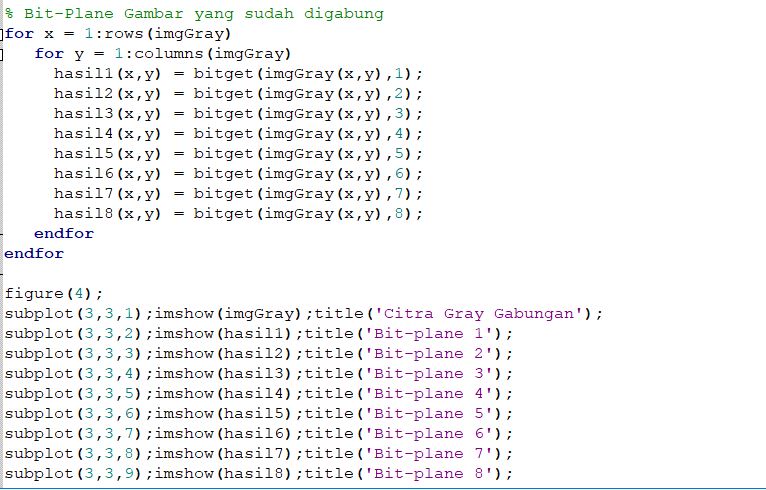 % Bit-Plane Gambar yang sudah digabung
for x = 1:rows(imgGray)
   for y = 1:columns(imgGray)
     hasil1(x,y) = bitget(imgGray(x,y),1);
     hasil2(x,y) = bitget(imgGray(x,y),2);
     hasil3(x,y) = bitget(imgGray(x,y),3);
     hasil4(x,y) = bitget(imgGray(x,y),4);
     hasil5(x,y) = bitget(imgGray(x,y),5);
     hasil6(x,y) = bitget(imgGray(x,y),6);
     hasil7(x,y) = bitget(imgGray(x,y),7);
     hasil8(x,y) = bitget(imgGray(x,y),8);
   endfor
endfor

figure(4);
subplot(3,3,1);imshow(imgGray);title('Citra Gray Gabungan');
subplot(3,3,2);imshow(hasil1);title('Bit-plane 1');
subplot(3,3,3);imshow(hasil2);title('Bit-plane 2');
subplot(3,3,4);imshow(hasil3);title('Bit-plane 3');
subplot(3,3,5);imshow(hasil4);title('Bit-plane 4');
subplot(3,3,6);imshow(hasil5);title('Bit-plane 5');
subplot(3,3,7);imshow(hasil6);title('Bit-plane 6');
subplot(3,3,8);imshow(hasil7);title('Bit-plane 7');
subplot(3,3,9);imshow(hasil8);title('Bit-plane 8');